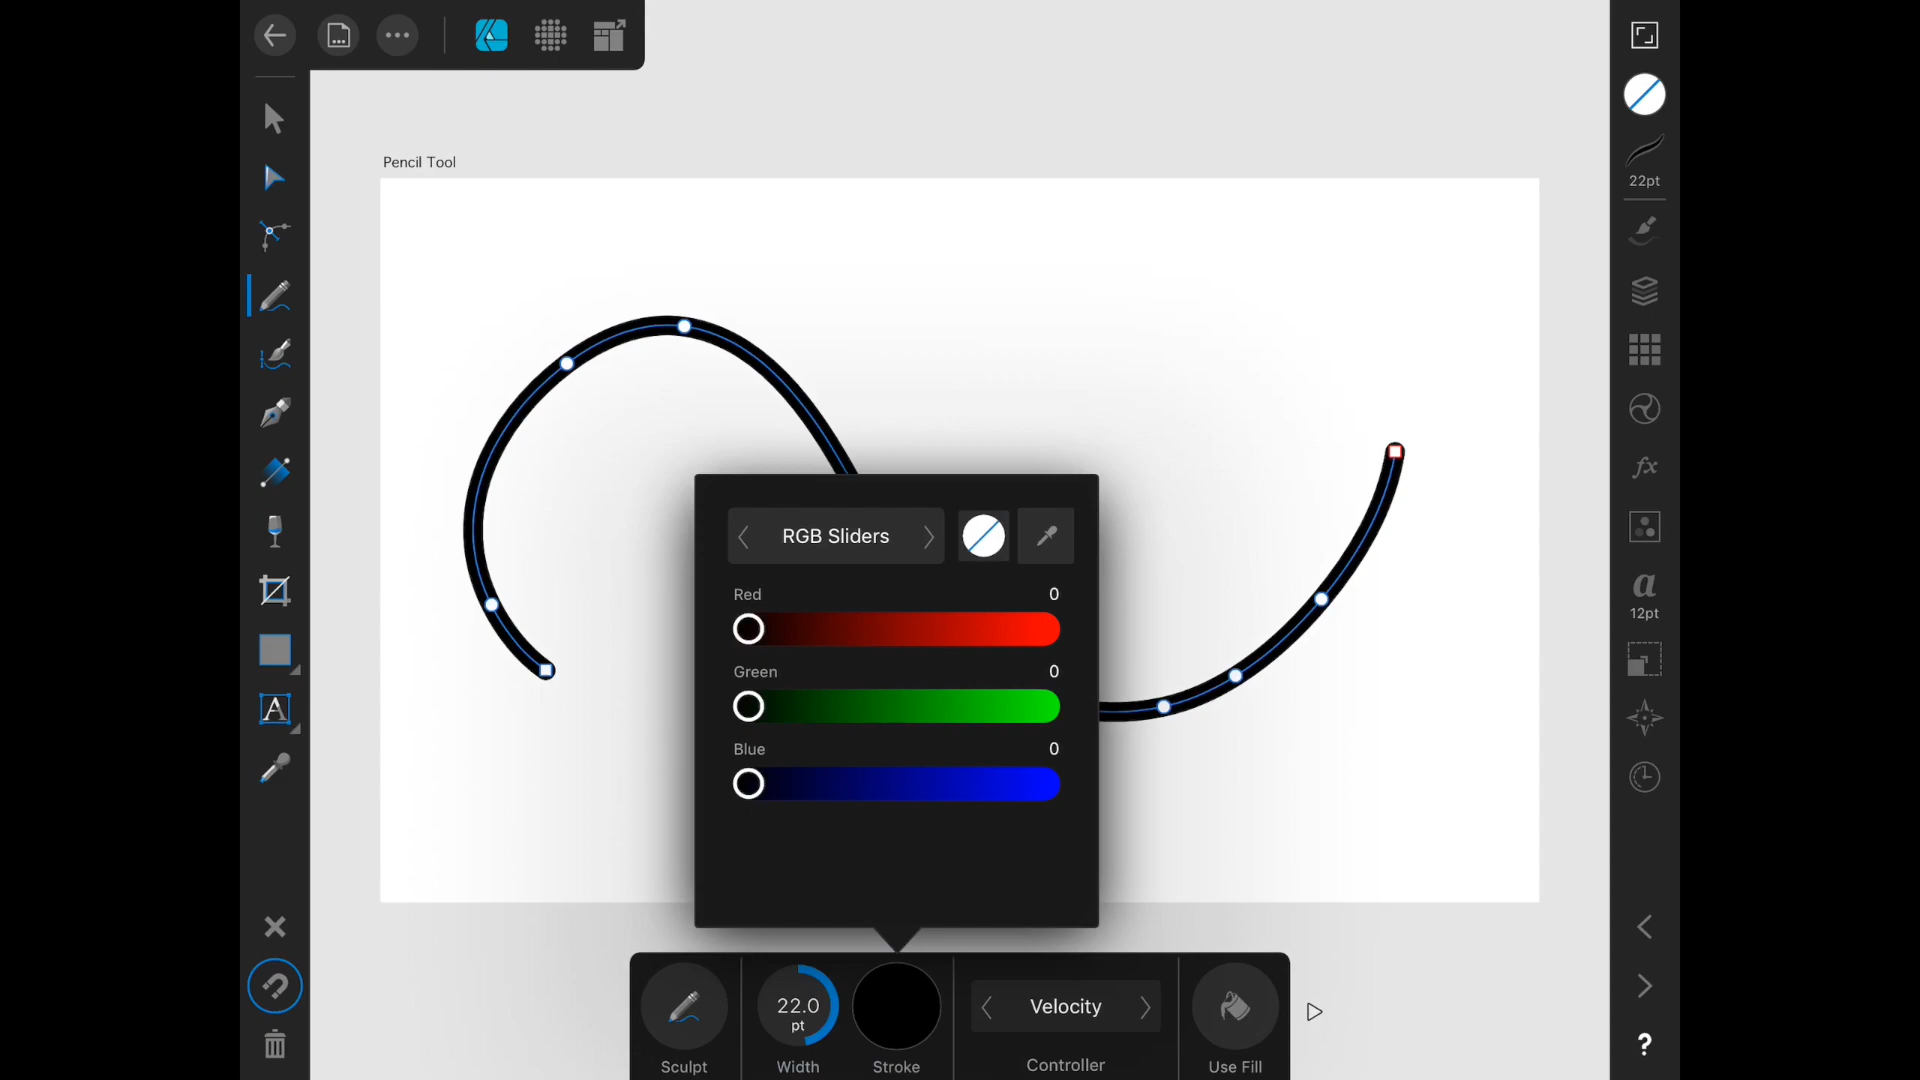 Pencil Tool
22pt
RGB Sliders
Red 0
Green 0
Blue 0
fx
a
12pt
A
22.0
pt
Velocity
Sculpt
Width
Stroke
Controller
Use Fill
?